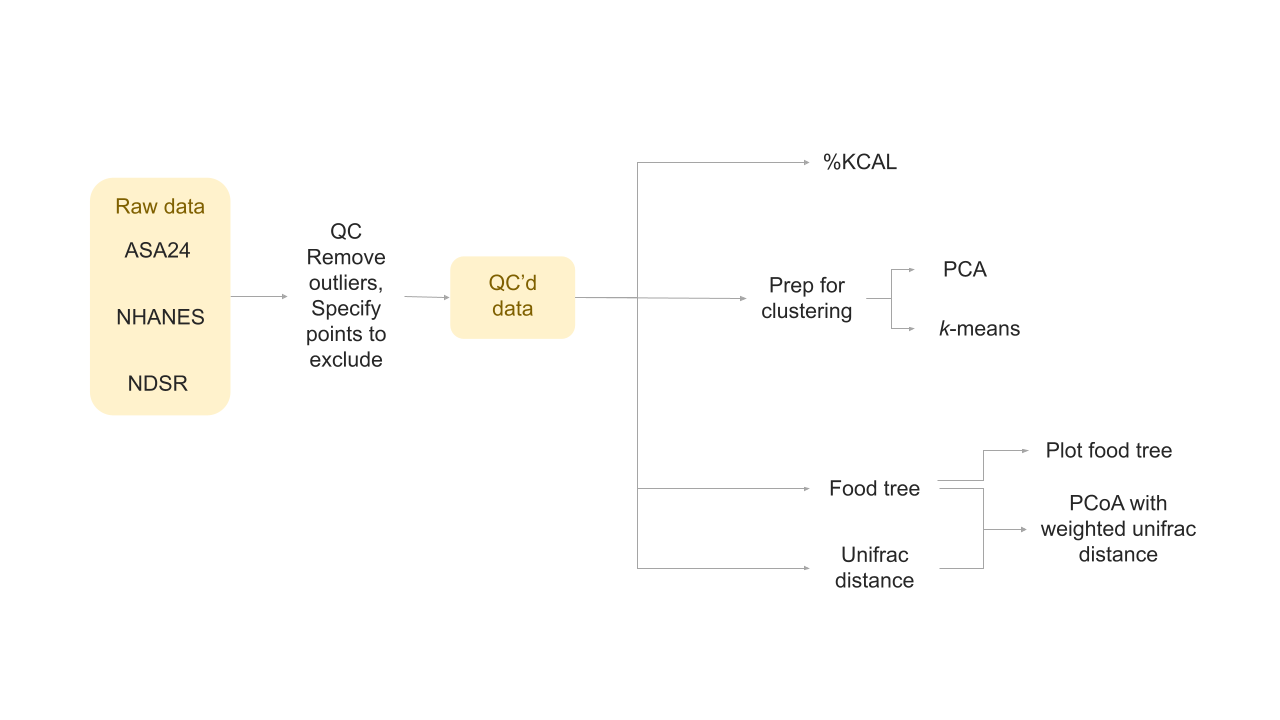 Raw data
ASA24
NHANES
NDSR
QC
Remove
outliers,
Specify
points to
exclude
QC’d
data
%KCAL
Prep for
clustering
PCA
k-means
Food tree
Unifrac
distance
Plot food tree
PCoA with
weighted unifrac
distance